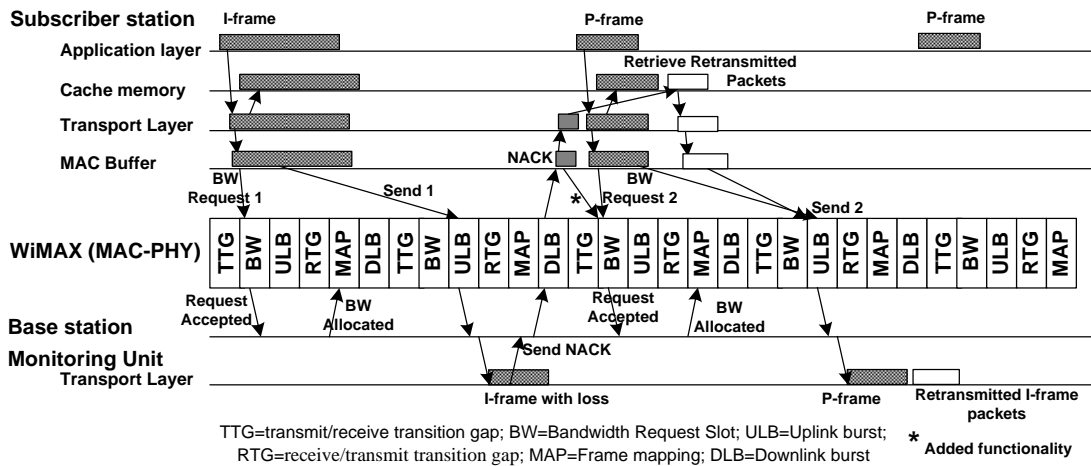 Subscriber station
I-frame
P-frame
P-frame
Application layer
Retrieve Retransmitted
Packets
Cache memory
Transport Layer
MAC Buffer
NACK
BW
Request 1
Send 1
*
BW
Request 2
Send 2
WiMAX (MAC-PHY)
TTG BW ULB RTG MAP DLB TTG BW ULB RTG MAP DLB TTG BW ULB RTG MAP DLB TTG BW ULB RTG MAP DLB TTG BW ULB RTG MAP
Request
Accepted
BW
Allocated
Request
Accepted
BW
Allocated
Base station
Send NACK
Monitoring Unit
Transport Layer
I-frame with loss
P-frame
Retransmitted I-frame
packets
TTG=transmit/receive transition gap; BW=Bandwidth Request Slot; ULB=Uplink burst;
RTG=receive/transmit transition gap; MAP=Frame mapping; DLB=Downlink burst
* Added functionality